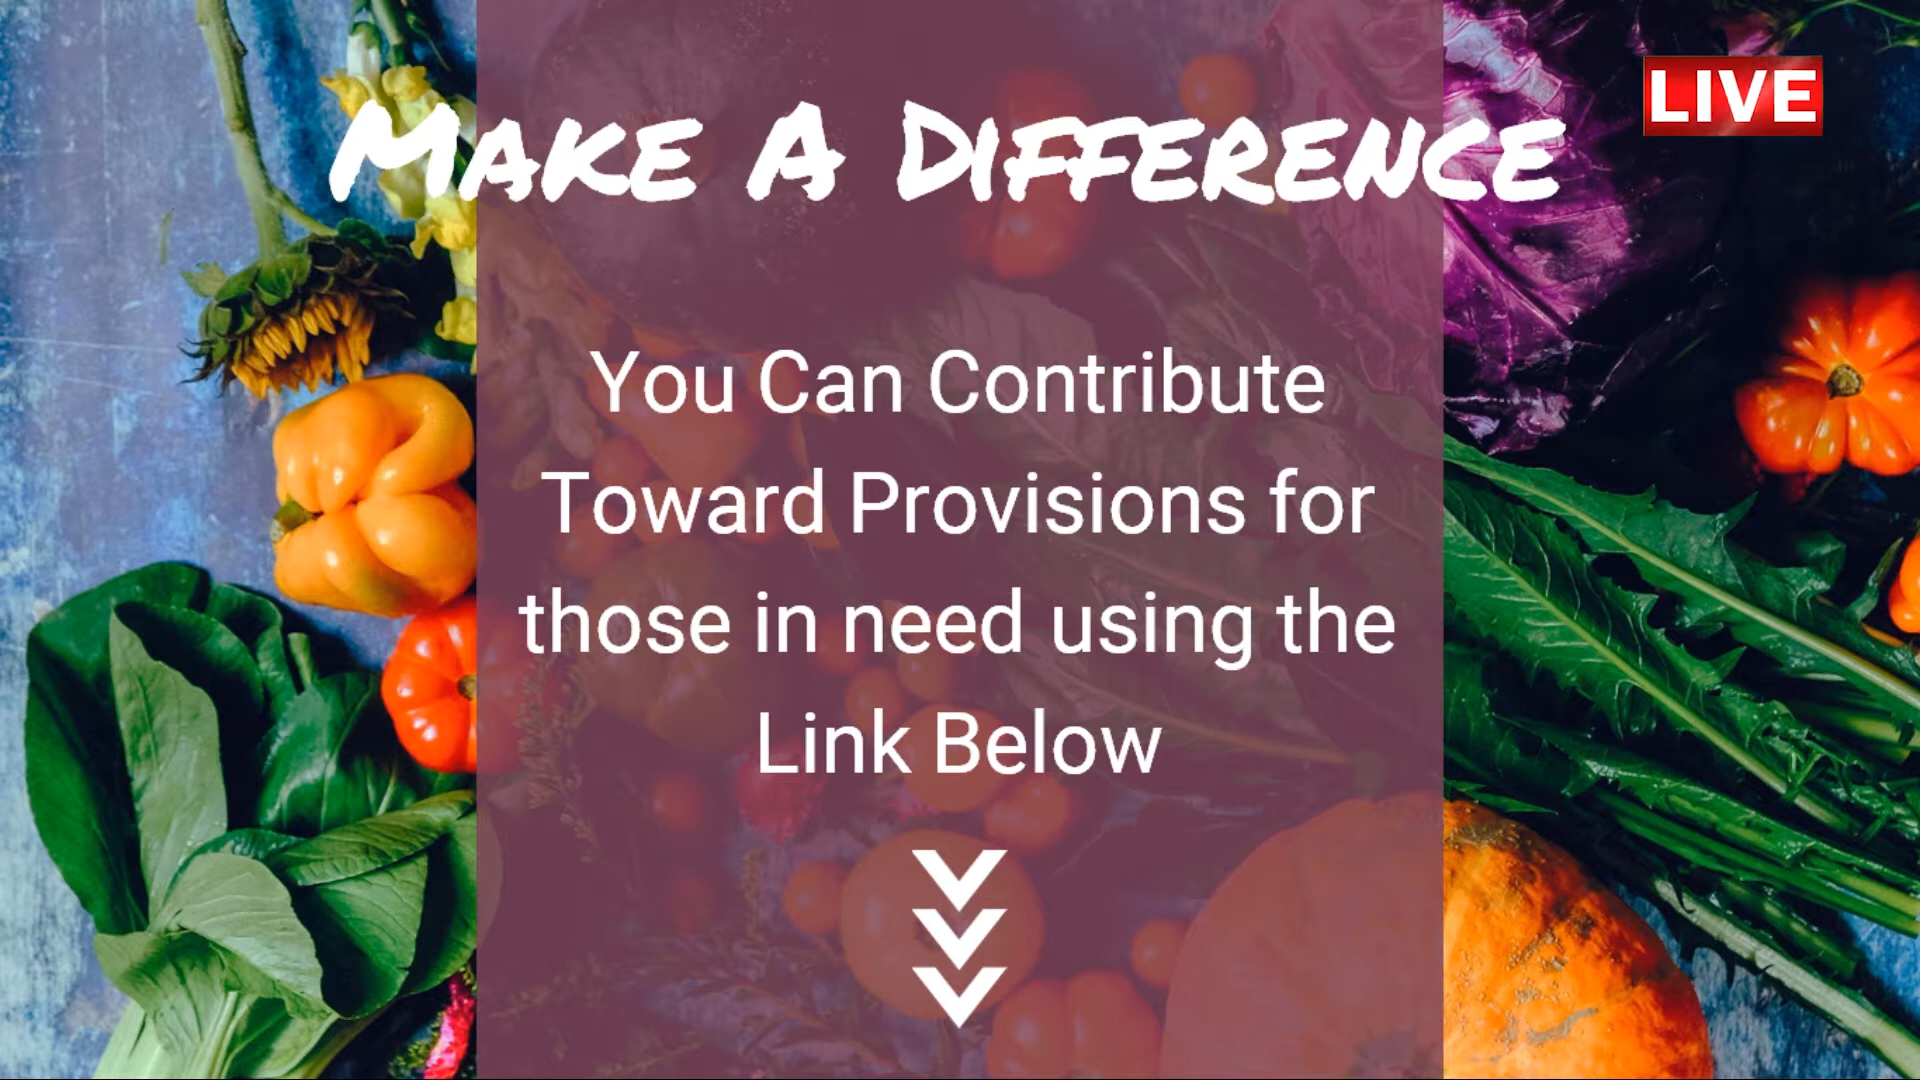 LIVE
Make A Difference
You Can Contribute
Toward Provisions for
those in need using the
Link Below